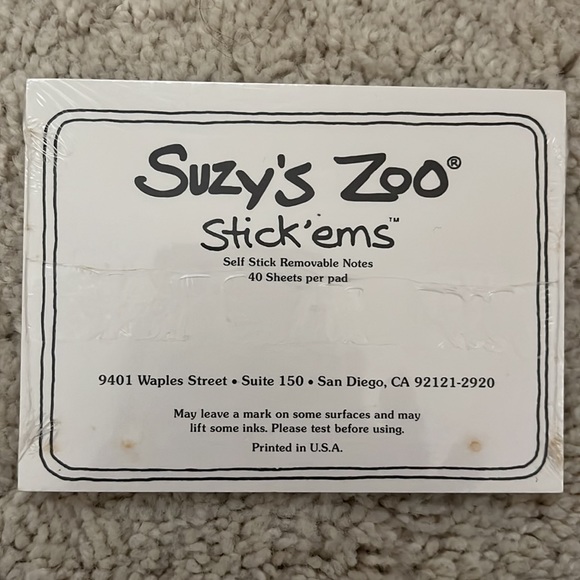 Suzy's Zoo®
Stick'ems™
Self Stick Removable Notes
40 Sheets per pad
9401 Waples Street • Suite 150 • San Diego, CA 92121-2920
May leave a mark on some surfaces and may
lift some inks. Please test before using.
Printed in U.S.A.